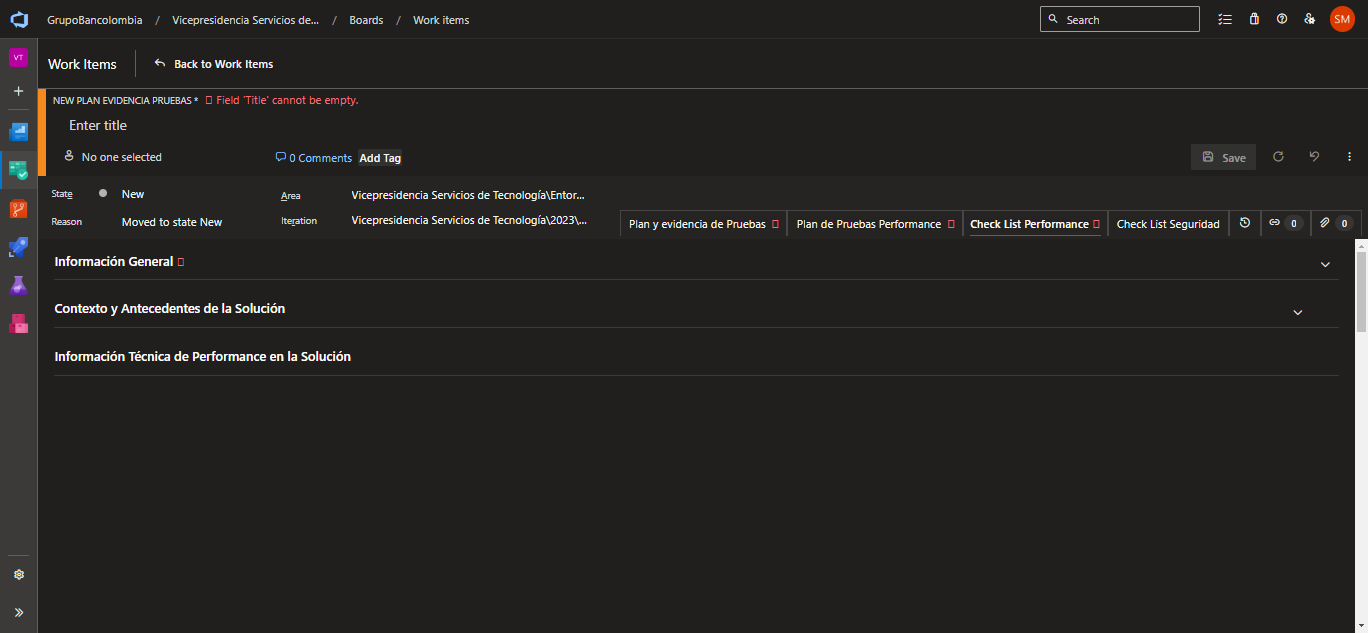 GrupoBancolombia / Vicepresidencia Servicios de... / Boards / Work items
Search
SM
VT
Work Items
Back to Work Items
NEW PLAN EVIDENCIA PRUEBAS * Field 'Title' cannot be empty.
Enter title
No one selected
0 Comments
Add Tag
Save
State
New
Area
Vicepresidencia Servicios de Tecnología\Entor...
Reason
Moved to state New
Iteration
Vicepresidencia Servicios de Tecnología\2023\...
Plan y evidencia de Pruebas
Plan de Pruebas Performance
Check List Performance
Check List Seguridad
0
0
Información General
Contexto y Antecedentes de la Solución
Información Técnica de Performance en la Solución